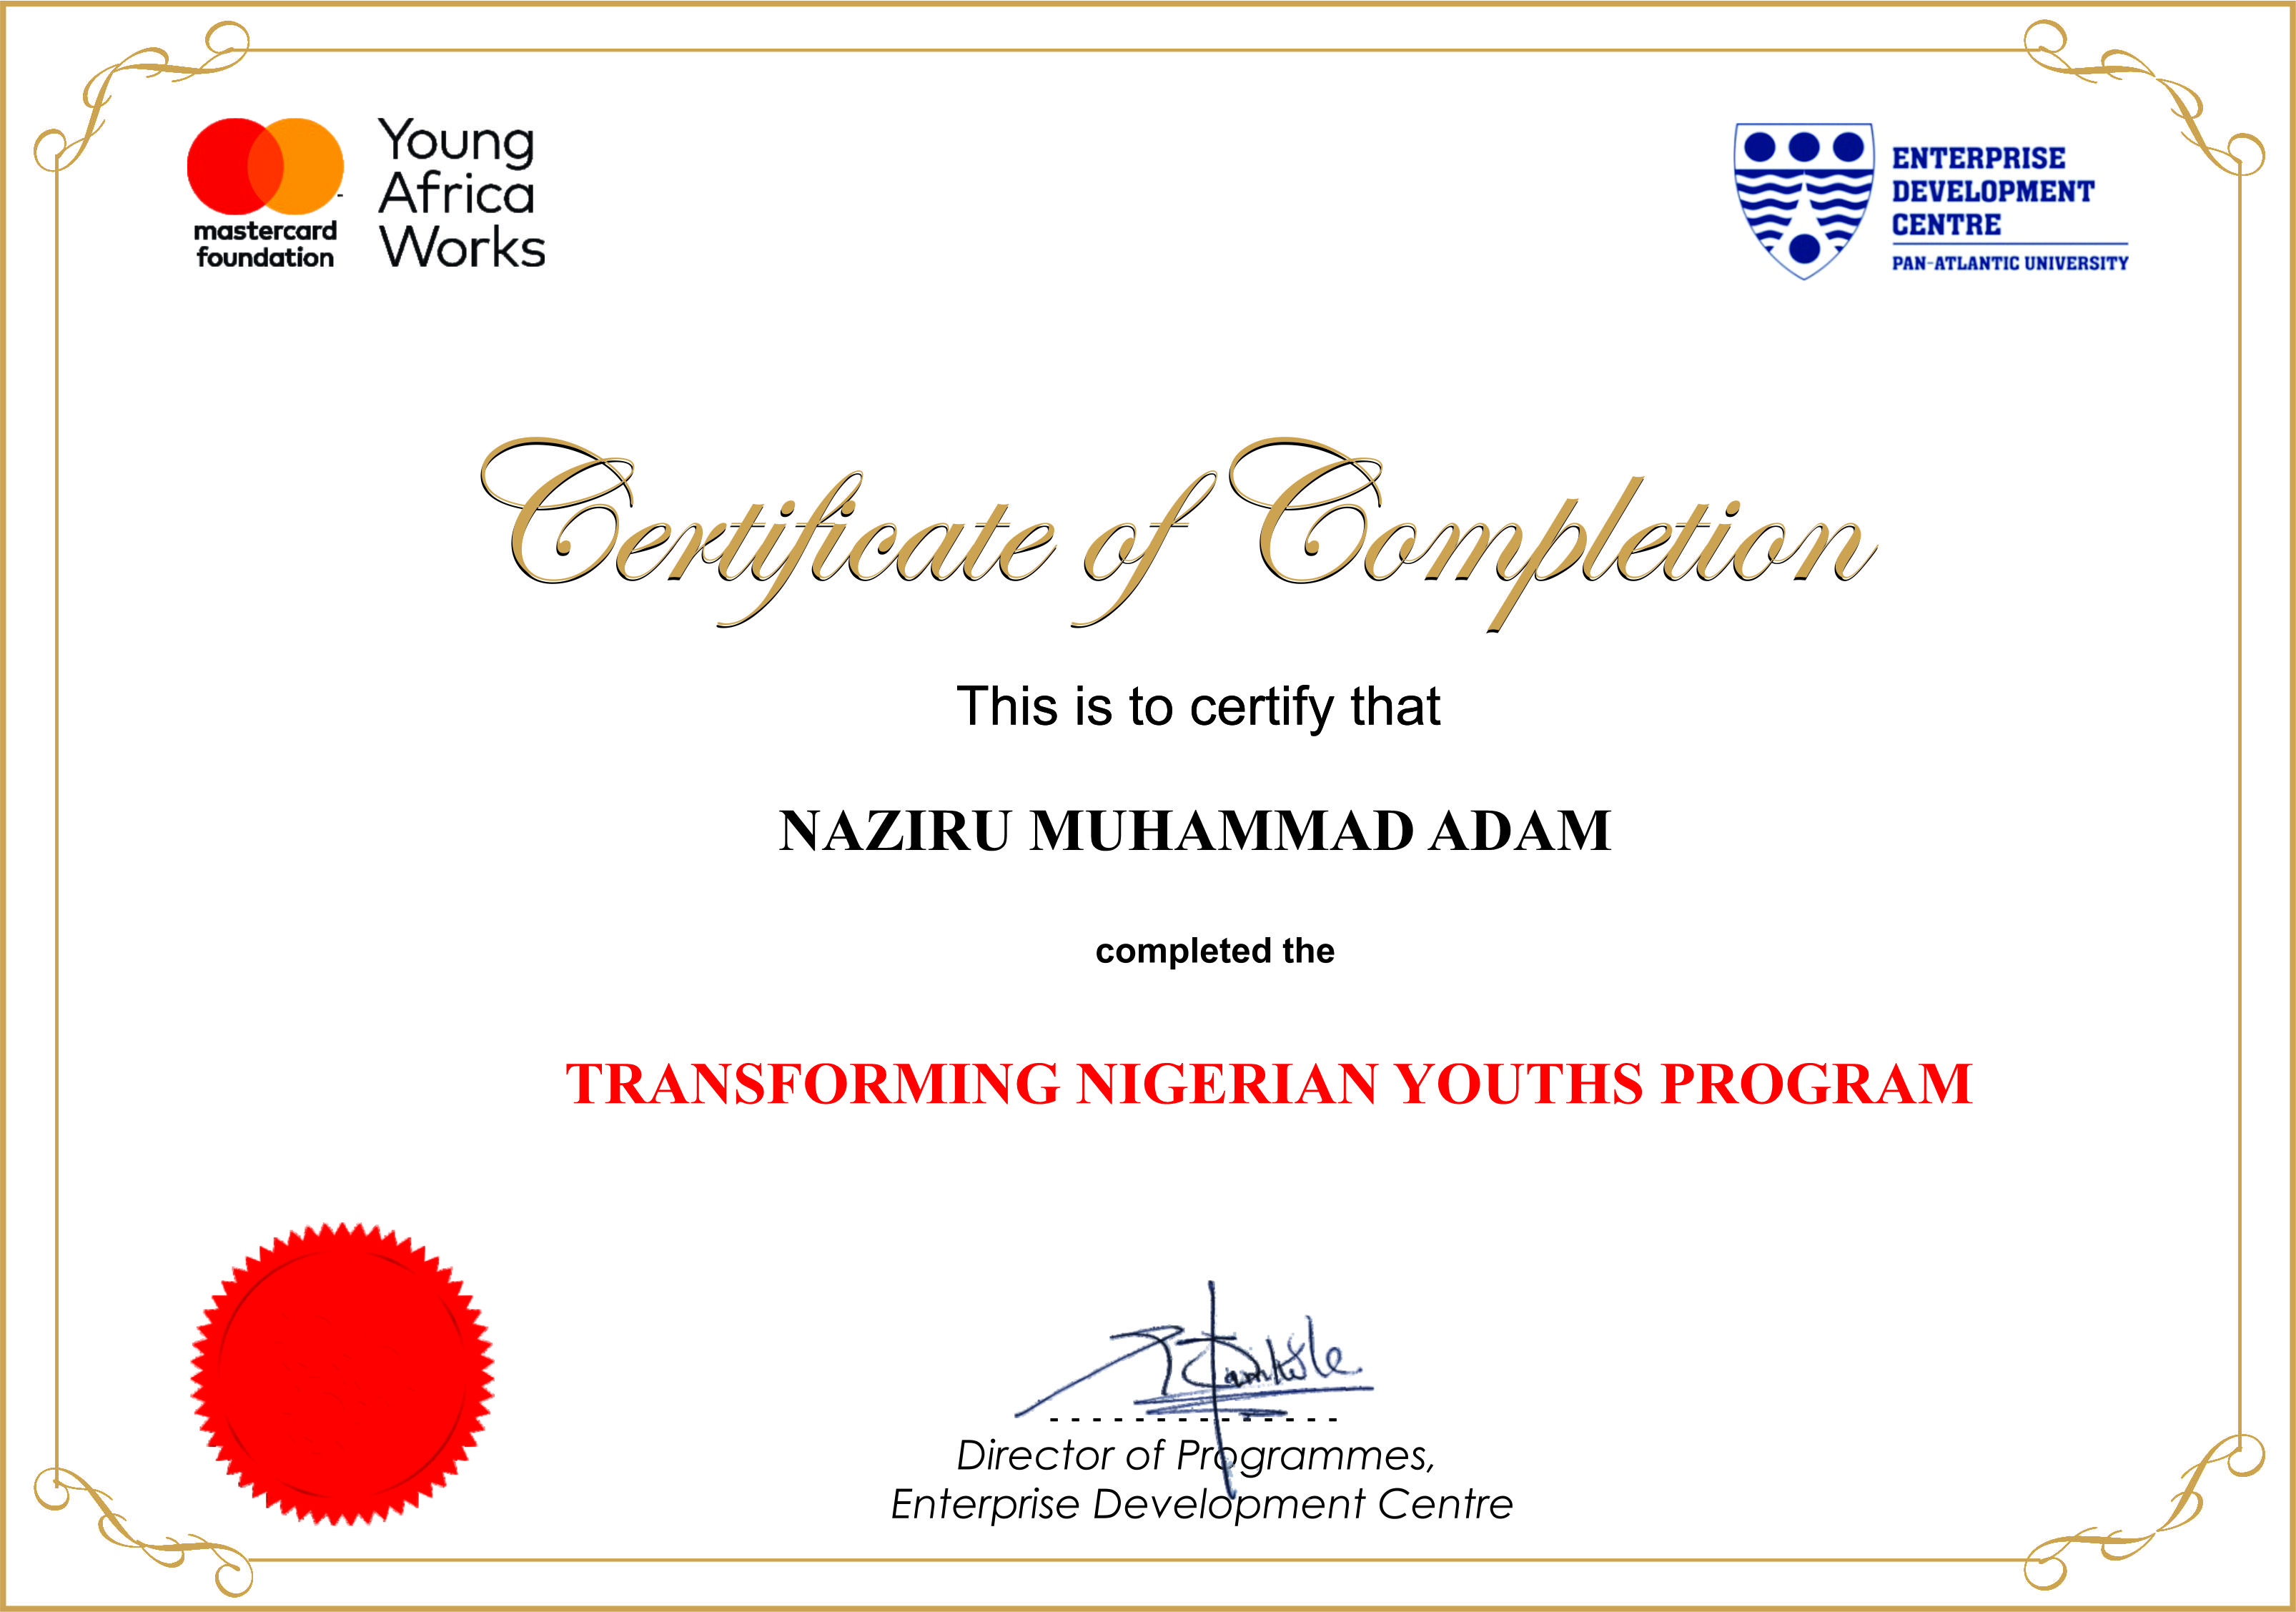 mastercard
foundation
Young
Africa
Works
ENTERPRISE
DEVELOPMENT
CENTRE
PAN-ATLANTIC UNIVERSITY
Certificate of Completion
This is to certify that
NAZIRU MUHAMMAD ADAM
completed the
TRANSFORMING NIGERIAN YOUTHS PROGRAM
Director of Programmes,
Enterprise Development Centre